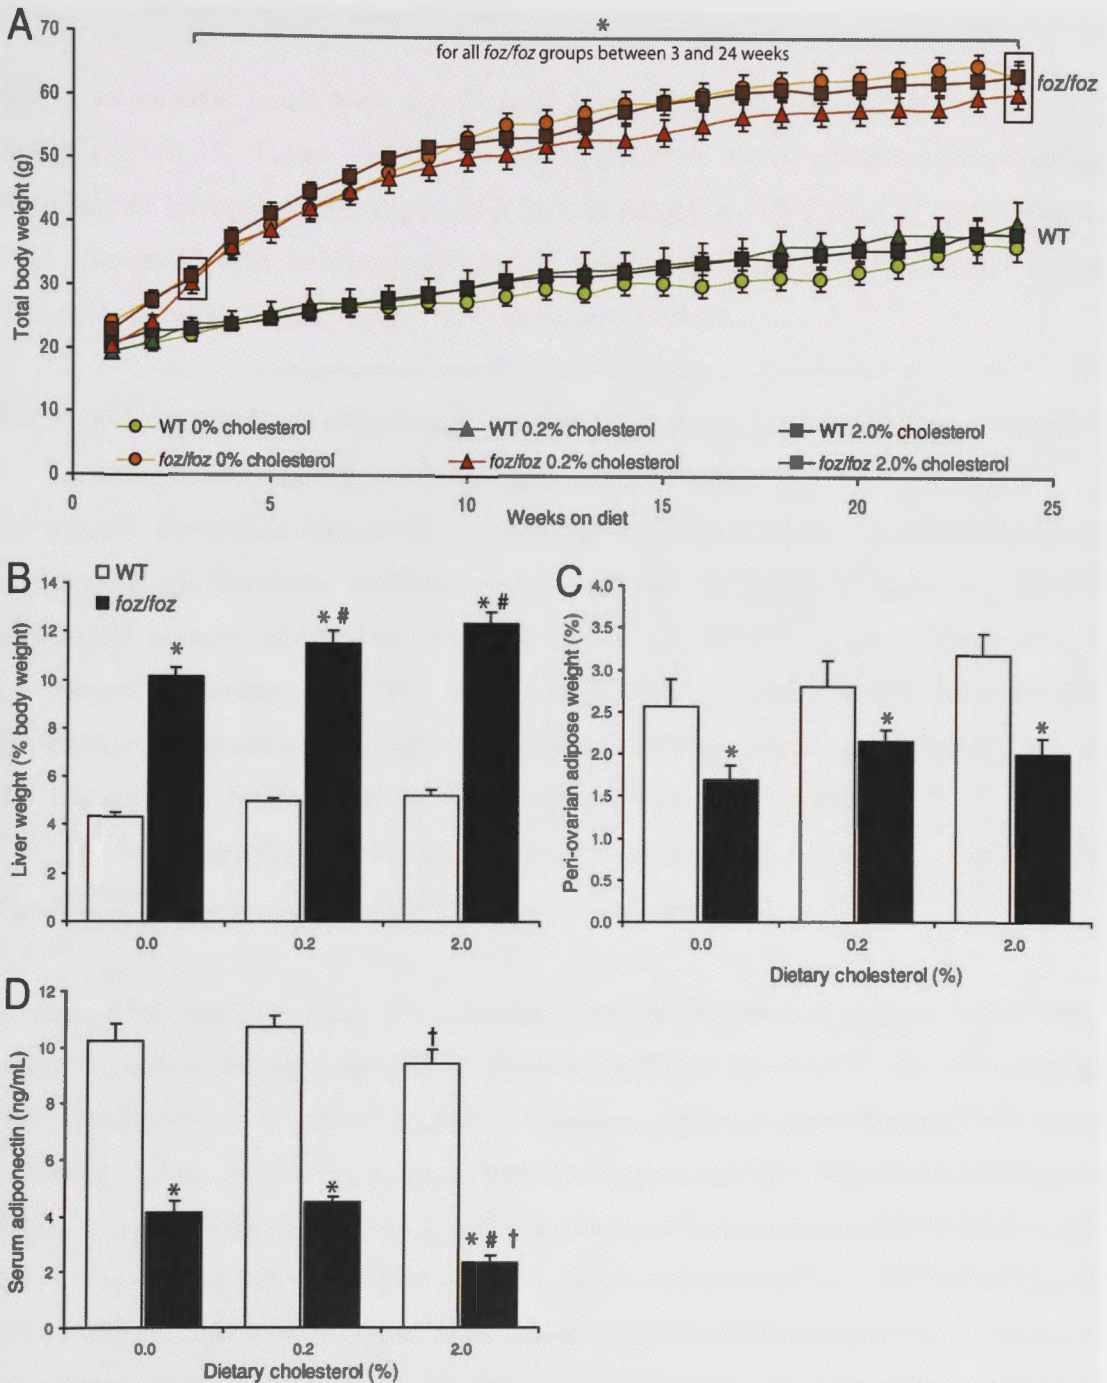 A
*
for all foz/foz groups between 3 and 24 weeks
foz/foz
WT
Total body weight (g)
70
60
50
40
30
20
10
0
WT 0% cholesterol
WT 0.2% cholesterol
WT 2.0% cholesterol
foz/foz 0% cholesterol
foz/foz 0.2% cholesterol
foz/foz 2.0% cholesterol
0 5 10 15 20 25
Weeks on diet
B
WT
foz/foz
Liver weight (% body weight)
14
12
10
8
6
4
2
0
*
* #
* #
0.0 0.2 2.0
C
Peri-ovarian adipose weight (%)
4.0
3.5
3.0
2.5
2.0
1.5
1.0
0.5
0.0
*
*
*
0.0 0.2 2.0
Dietary cholesterol (%)
D
Serum adiponectin (ng/mL)
12
10
8
6
4
2
0
*
*
†
* # †
0.0 0.2 2.0
Dietary cholesterol (%)